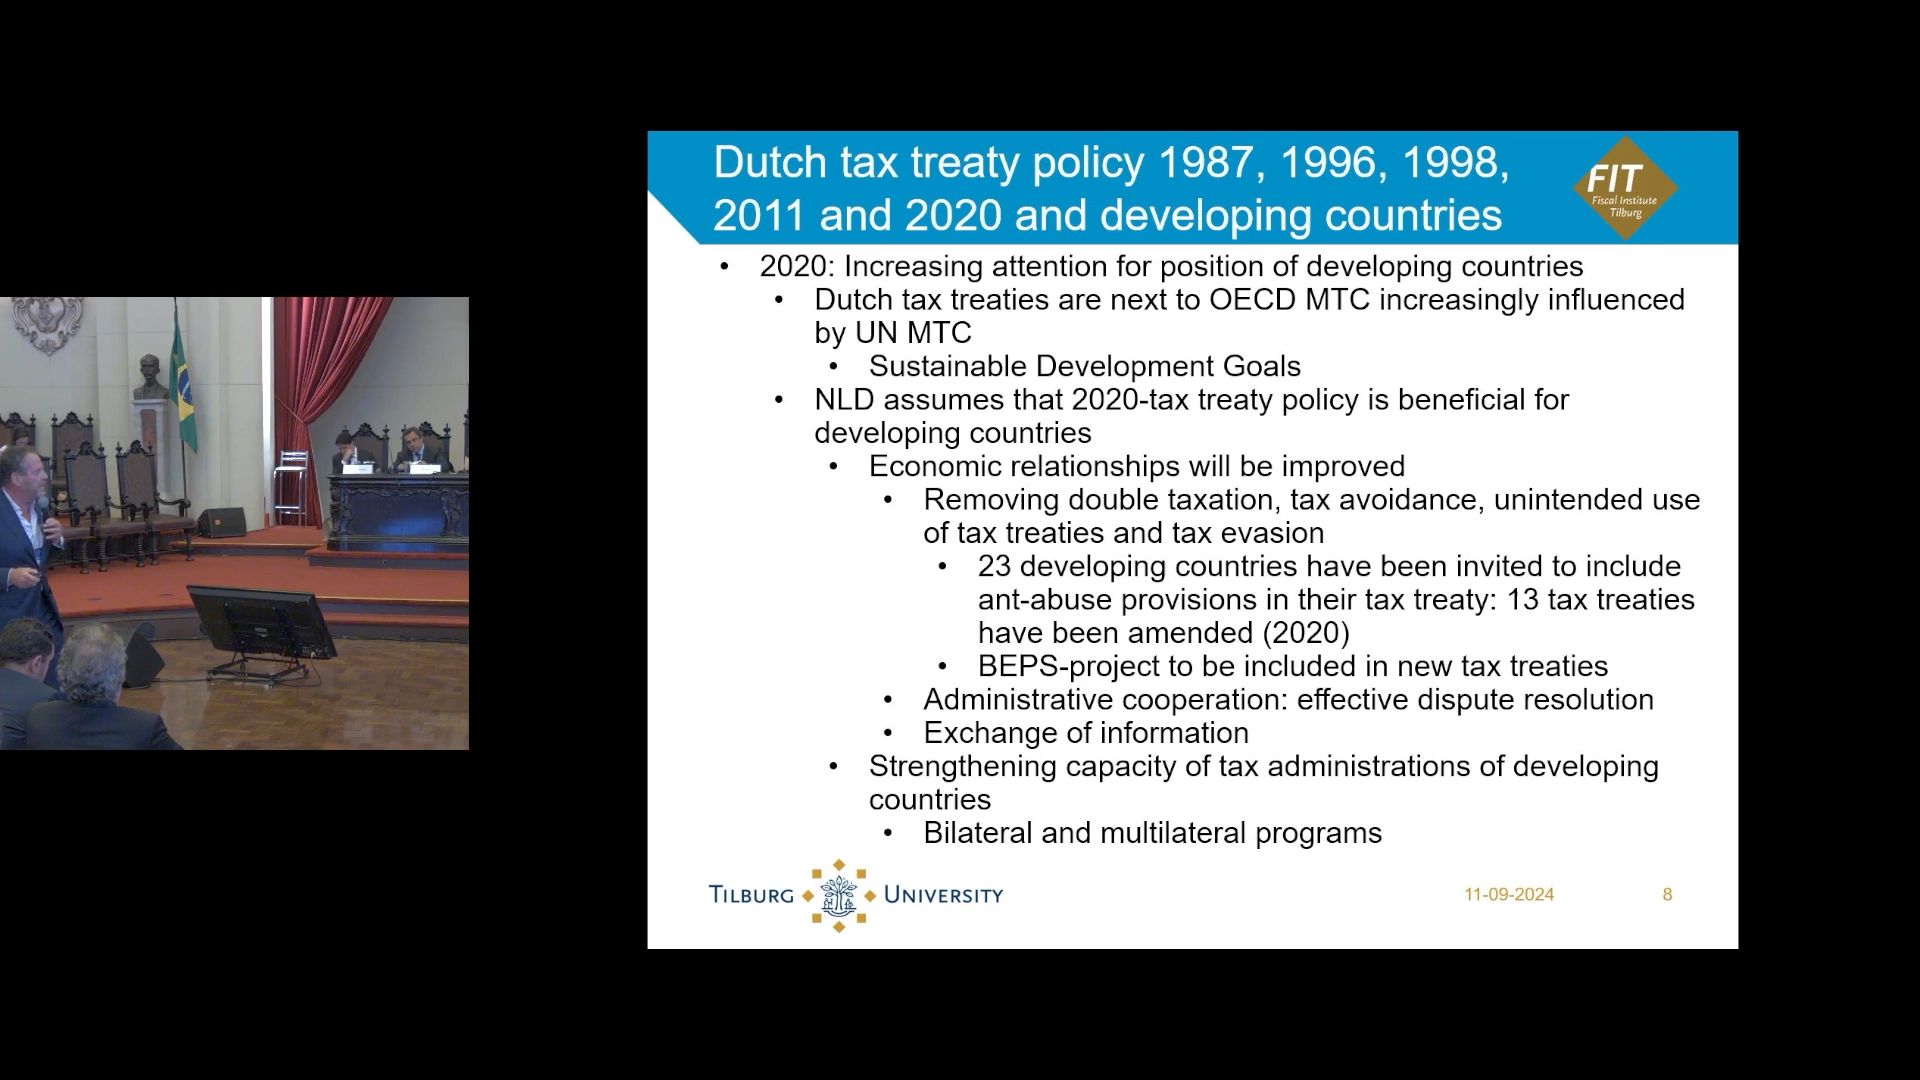 Dutch tax treaty policy 1987, 1996, 1998,
2011 and 2020 and developing countries
FIT
Fiscal Institute
Tilburg
• 2020: Increasing attention for position of developing countries
• Dutch tax treaties are next to OECD MTC increasingly influenced
by UN MTC
• Sustainable Development Goals
• NLD assumes that 2020-tax treaty policy is beneficial for
developing countries
• Economic relationships will be improved
• Removing double taxation, tax avoidance, unintended use
of tax treaties and tax evasion
• 23 developing countries have been invited to include
ant-abuse provisions in their tax treaty: 13 tax treaties
have been amended (2020)
• BEPS-project to be included in new tax treaties
• Administrative cooperation: effective dispute resolution
• Exchange of information
• Strengthening capacity of tax administrations of developing
countries
• Bilateral and multilateral programs
TILBURG UNIVERSITY
11-09-2024
8